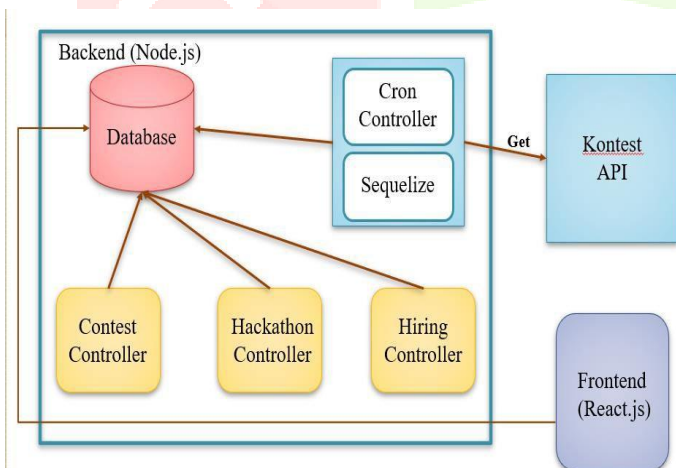 Backend (Node.js)
Database
Cron
Controller
Sequelize
Get
Kontest
API
Contest
Controller
Hackathon
Controller
Hiring
Controller
Frontend
(React.js)